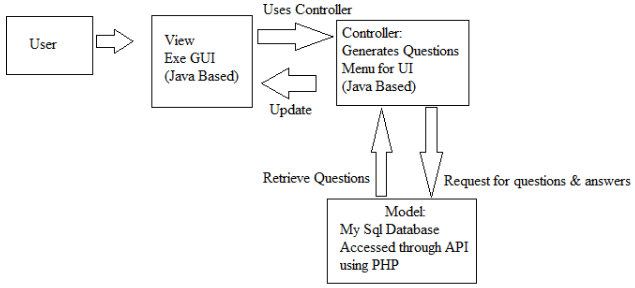 Uses Controller
User
View
Exe GUI
(Java Based)
Controller:
Generates Questions
Menu for UI
(Java Based)
Update
Retrieve Questions
Request for questions & answers
Model:
My Sql Database
Accessed through API
using PHP